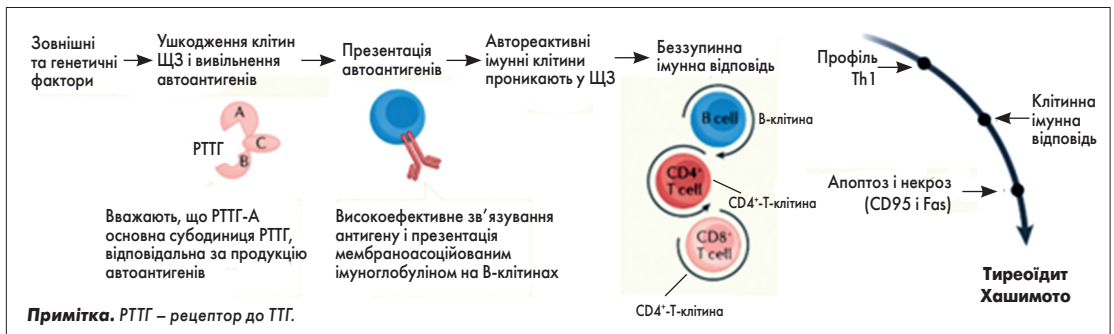 Зовнішні
та генетичні
фактори
Ушкодження клітин
ЩЗ і вивільнення
автоантигенів
Презентація
автоантигенів
Автореактивні
імунні клітини
проникають у ЩЗ
Беззупинна
імунна відповідь
A
C
B
РТТГ
B cell
В-клітина
CD4+
T cell
CD4+-Т-клітина
CD8+
T cell
CD4+-Т-клітина
Вважають, що РТТГ-А
основна субодиниця РТТГ,
відповідальна за продукцію
автоантигенів
Високоефективне зв’язування
антигену і презентація
мембраноасоційованим
імуноглобуліном на В-клітинах
Профіль
Th1
Клітинна
імунна
відповідь
Апоптоз і некроз
(CD95 і Fas)
Тиреоїдит
Хашимото
Примітка. РТТГ – рецептор до ТТГ.